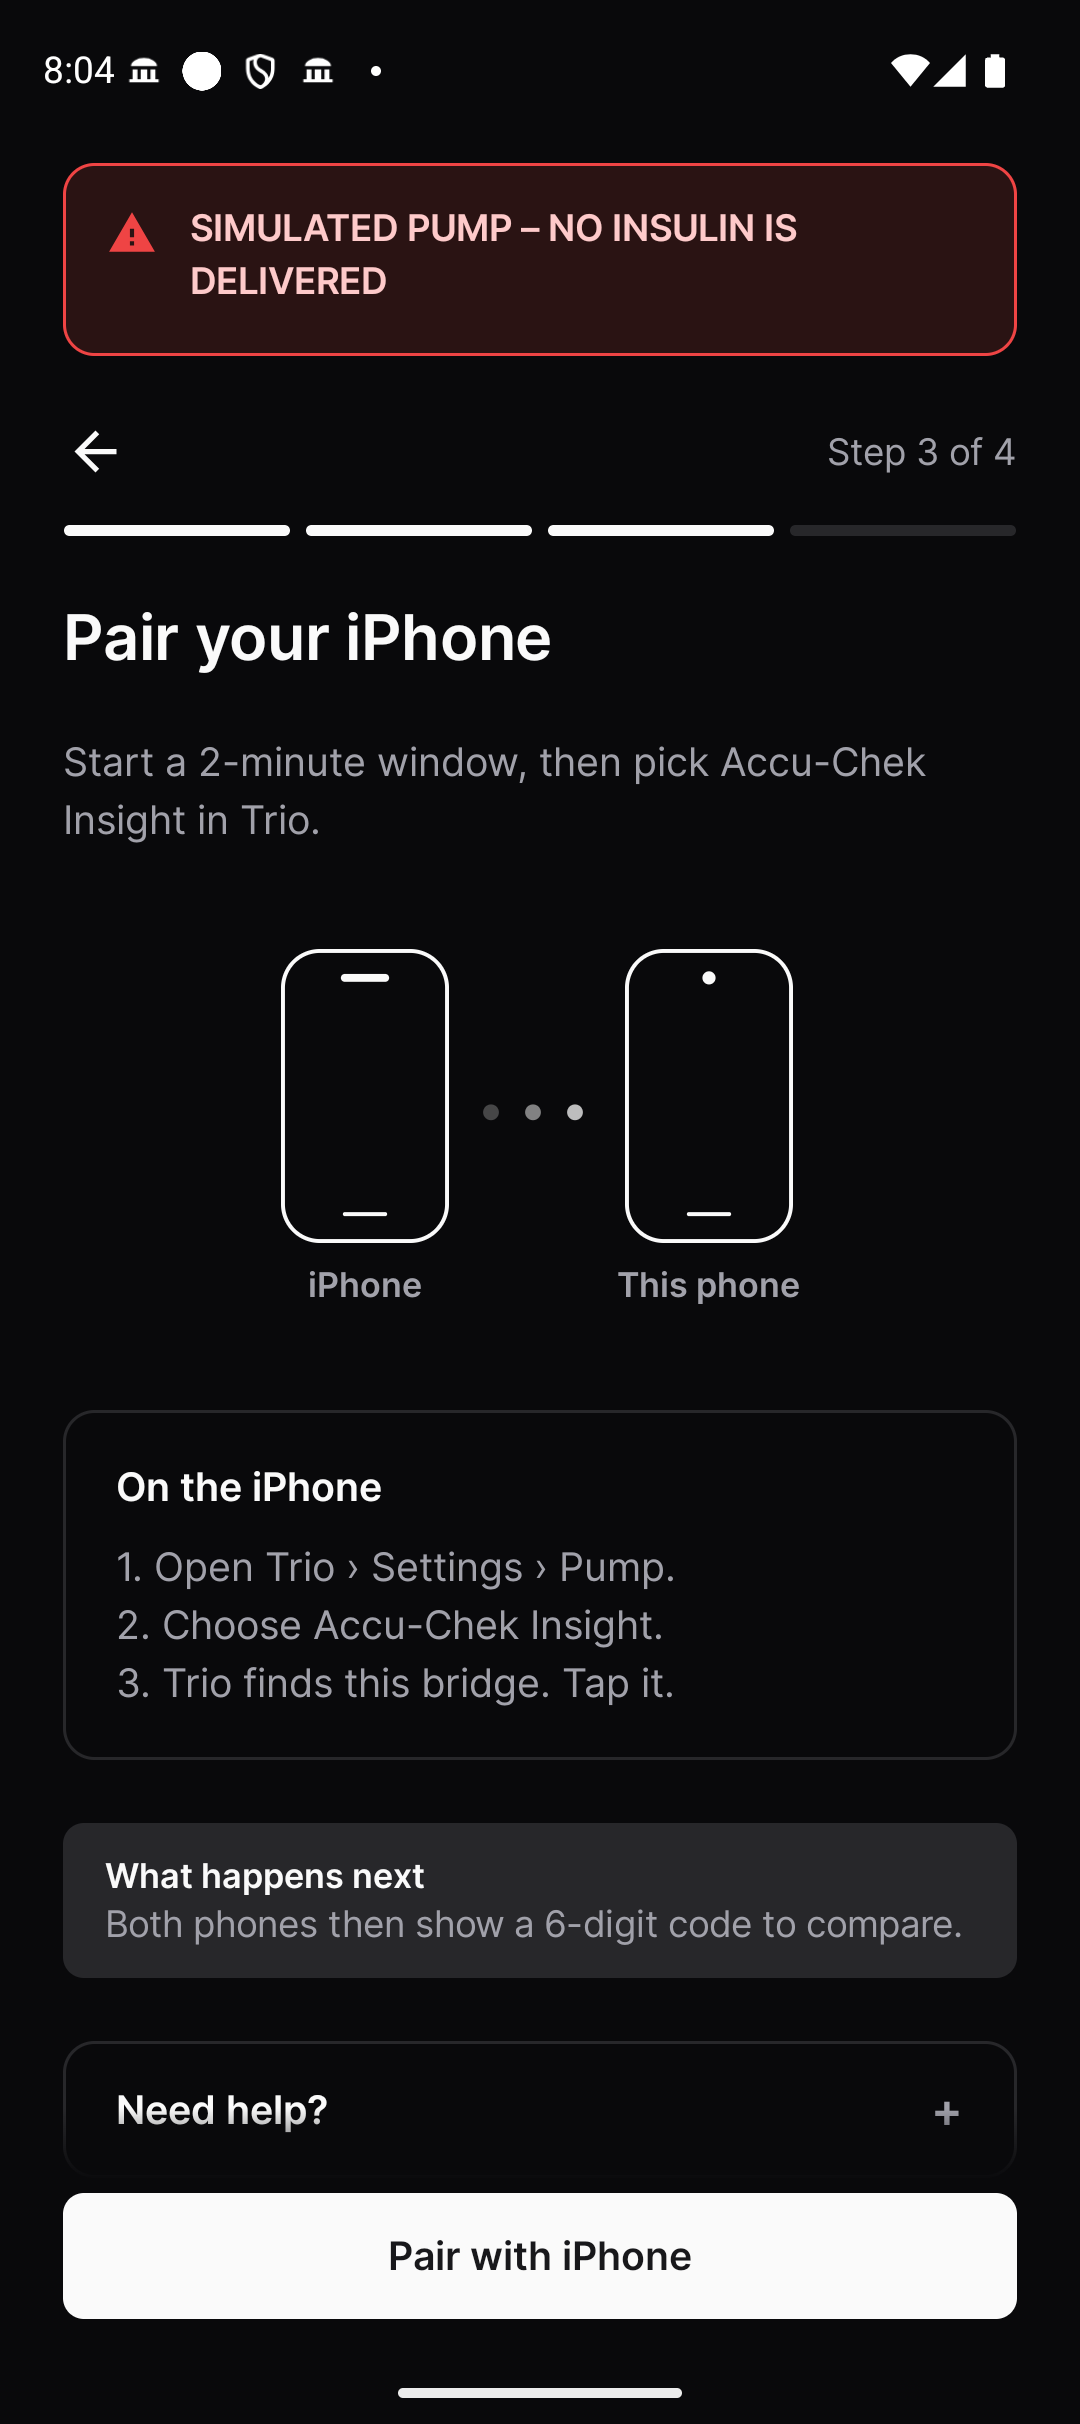 8:04
SIMULATED PUMP – NO INSULIN IS
DELIVERED
Step 3 of 4
Pair your iPhone
Start a 2-minute window, then pick Accu-Chek
Insight in Trio.
iPhone
This phone
On the iPhone
1. Open Trio › Settings › Pump.
2. Choose Accu-Chek Insight.
3. Trio finds this bridge. Tap it.
What happens next
Both phones then show a 6-digit code to compare.
Need help?
+
Pair with iPhone